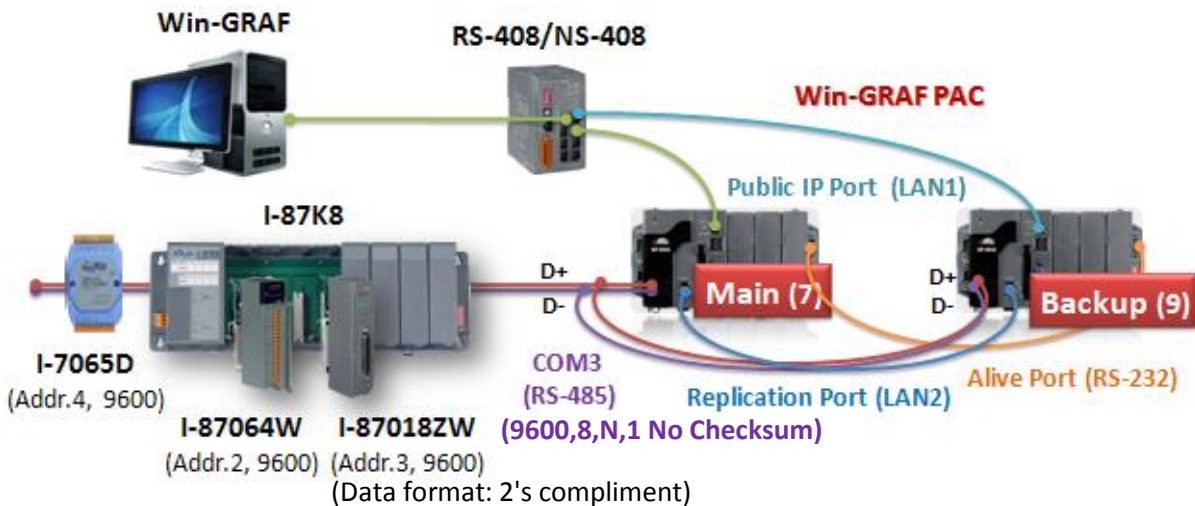 Win-GRAF
RS-408/NS-408
Win-GRAF PAC
Public IP Port (LAN1)
I-87K8
D+
D-
Main (7)
D+
D-
Backup (9)
I-7065D
(Addr.4, 9600)
I-87064W
(Addr.2, 9600)
I-87018ZW
(Addr.3, 9600)
(Data format: 2's compliment)
COM3
(RS-485)
(9600,8,N,1 No Checksum)
Replication Port (LAN2)
Alive Port (RS-232)